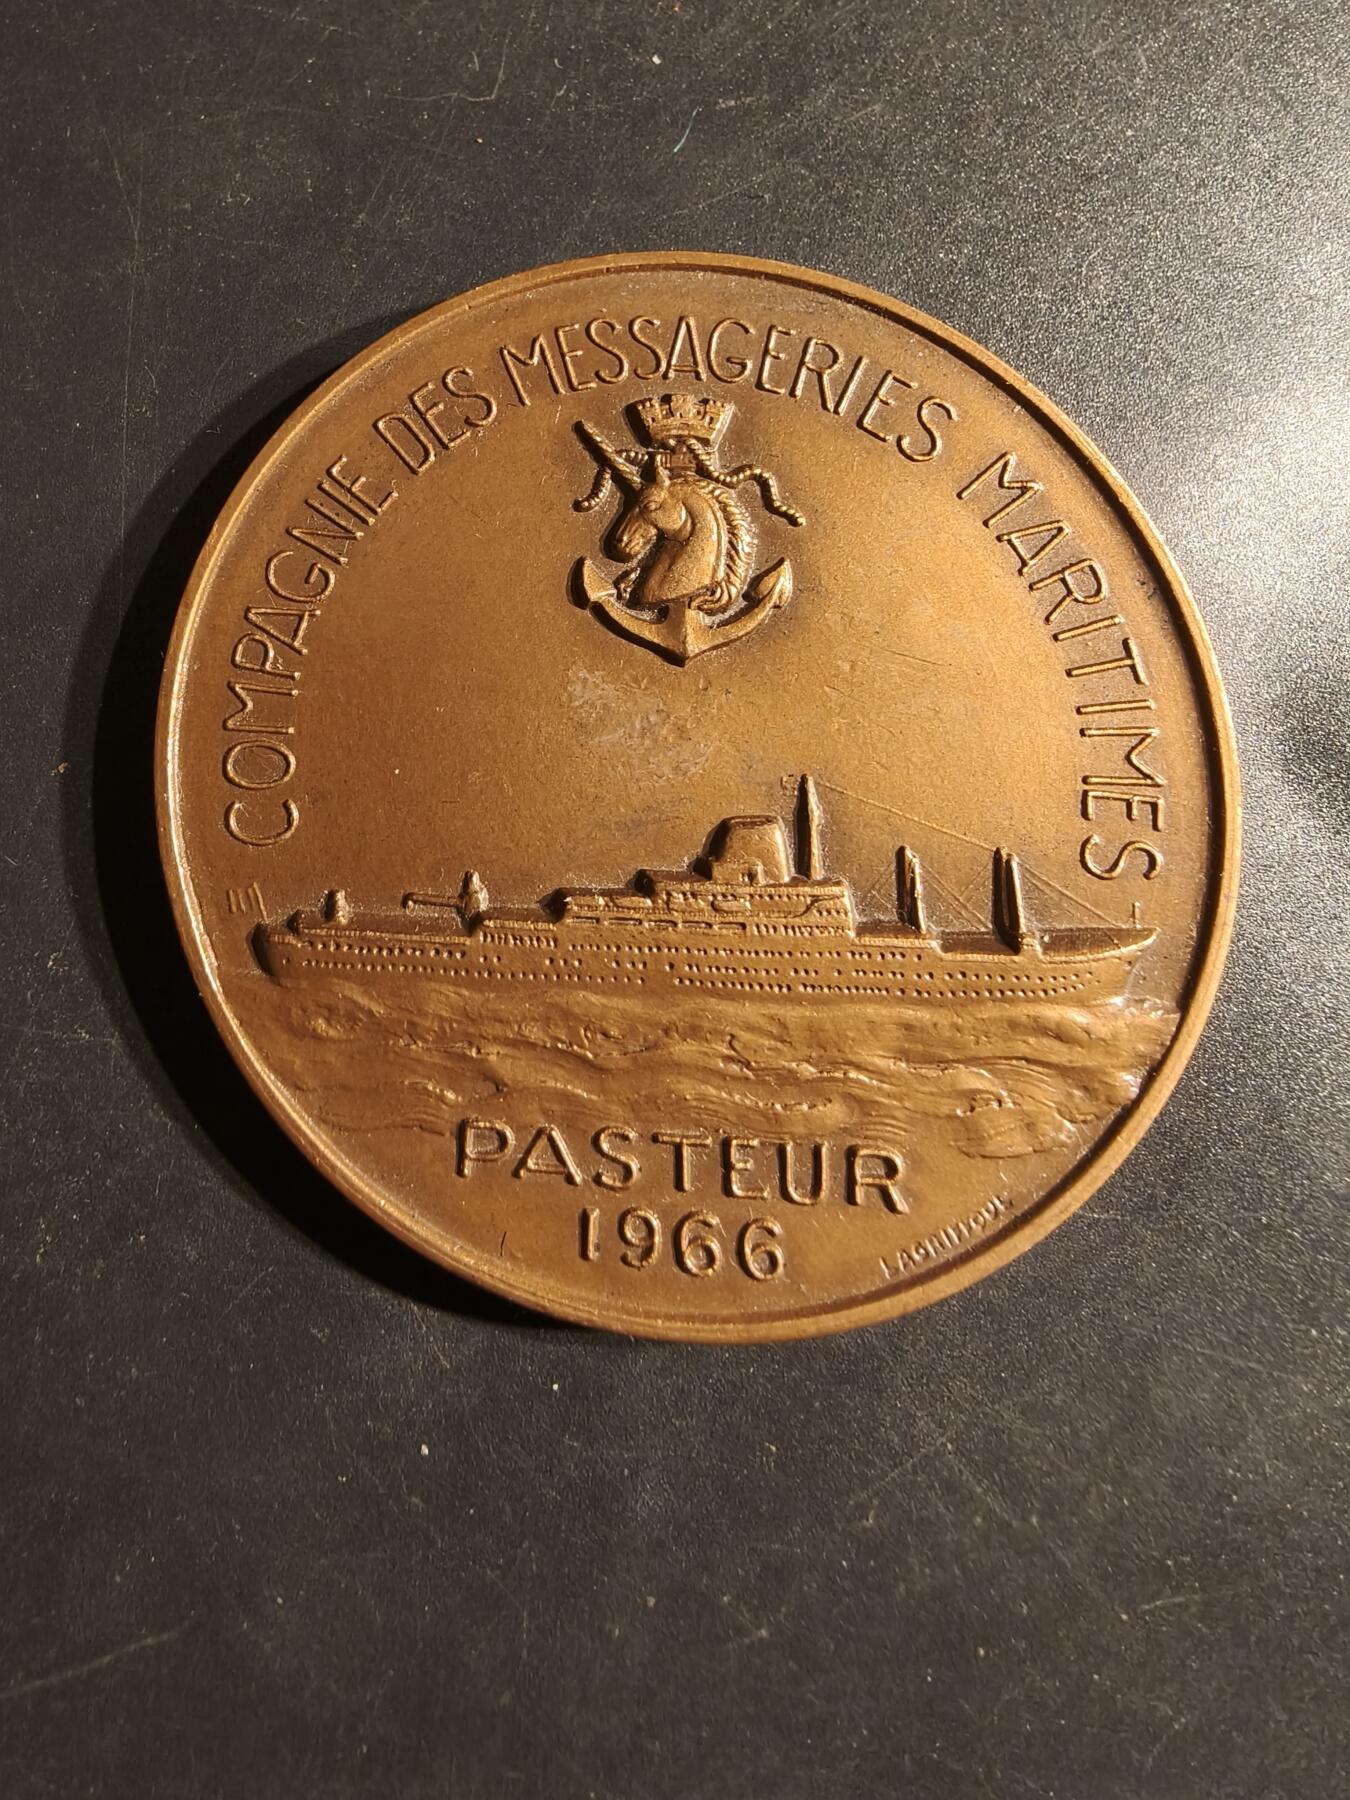 COMPAGNIE DES MESSAGERIES MARITIMES
PASTEUR
1966